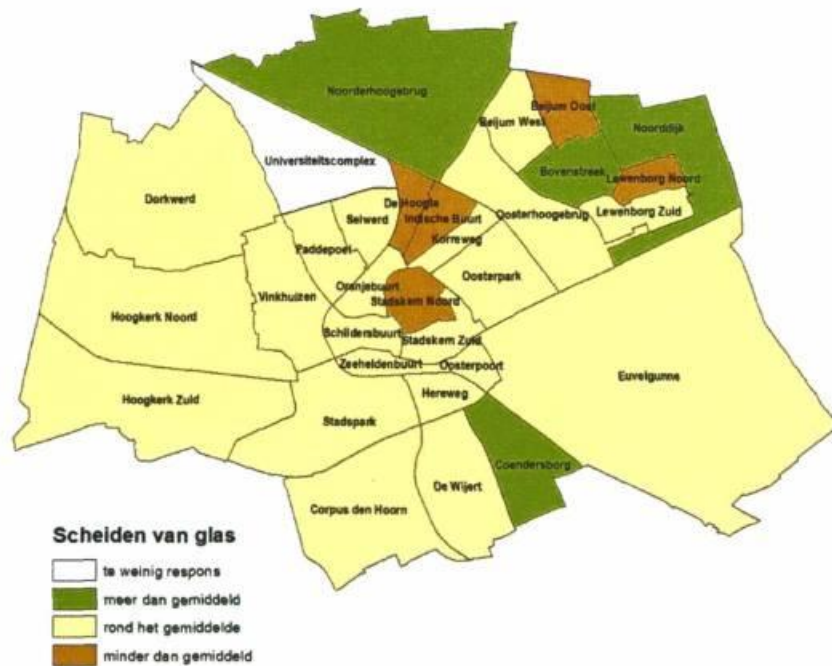 Noorderhoogebrug
Beijum Oost
Beijum West
Noorddijk
Universiteitscomplex
Bovenstreek
Lewenborg Noord
De Hoogte
Dorkwerd
Selwerd
Indische Buurt
Oosterhoogebrug
Lewenborg Zuid
Korreweg
Paddepoel
Oosterpark
Oranjebuurt
Vinkhuizen
Stadskern Noord
Hoogkerk Noord
Schildersbuurt
Stadskern Zuid
Zeeheldenbuurt
Oosterpoort
Euvelgunne
Hereweg
Hoogkerk Zuid
Stadspark
Coendersborg
De Wijert
Corpus den Hoorn
Scheiden van glas
te weinig respons
meer dan gemiddeld
rond het gemiddelde
minder dan gemiddeld